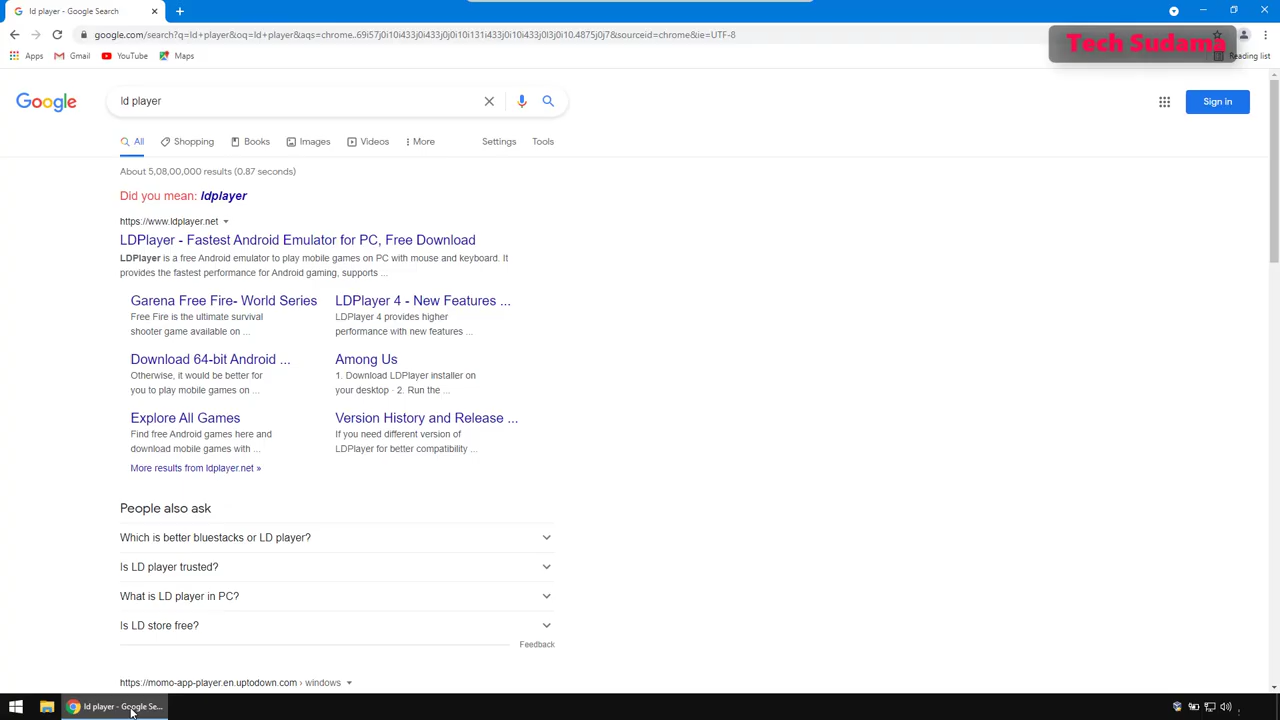 ld player - Google Search
google.com/search?q=ld+player&oq=ld+player&aqs=chrome..69i57j0i10i433j0i433j0j0i10i131i433j0i10i433j0l3j0i10.4875j0j7&sourceid=chrome&ie=UTF-8
Tech Sudama
Apps
Gmail
YouTube
Maps
Reading list
Google
ld player
Sign in
All
Shopping
Books
Images
Videos
More
Settings
Tools
About 5,08,00,000 results (0.87 seconds)
Did you mean: ldplayer
https://www.ldplayer.net
LDPlayer - Fastest Android Emulator for PC, Free Download
LDPlayer is a free Android emulator to play mobile games on PC with mouse and keyboard. It
provides the fastest performance for Android gaming, supports ...
Garena Free Fire- World Series
Free Fire is the ultimate survival
shooter game available on ...
LDPlayer 4 - New Features ...
LDPlayer 4 provides higher
performance with new features ...
Download 64-bit Android ...
Otherwise, it would be better for
you to play mobile games on ...
Among Us
1. Download LDPlayer installer on
your desktop · 2. Run the ...
Explore All Games
Find free Android games here and
download mobile games with ...
Version History and Release ...
If you need different version of
LDPlayer for better compatibility ...
More results from ldplayer.net »
People also ask
Which is better bluestacks or LD player?
Is LD player trusted?
What is LD player in PC?
Is LD store free?
Feedback
https://momo-app-player.en.uptodown.com › windows
ld player - Google Se...